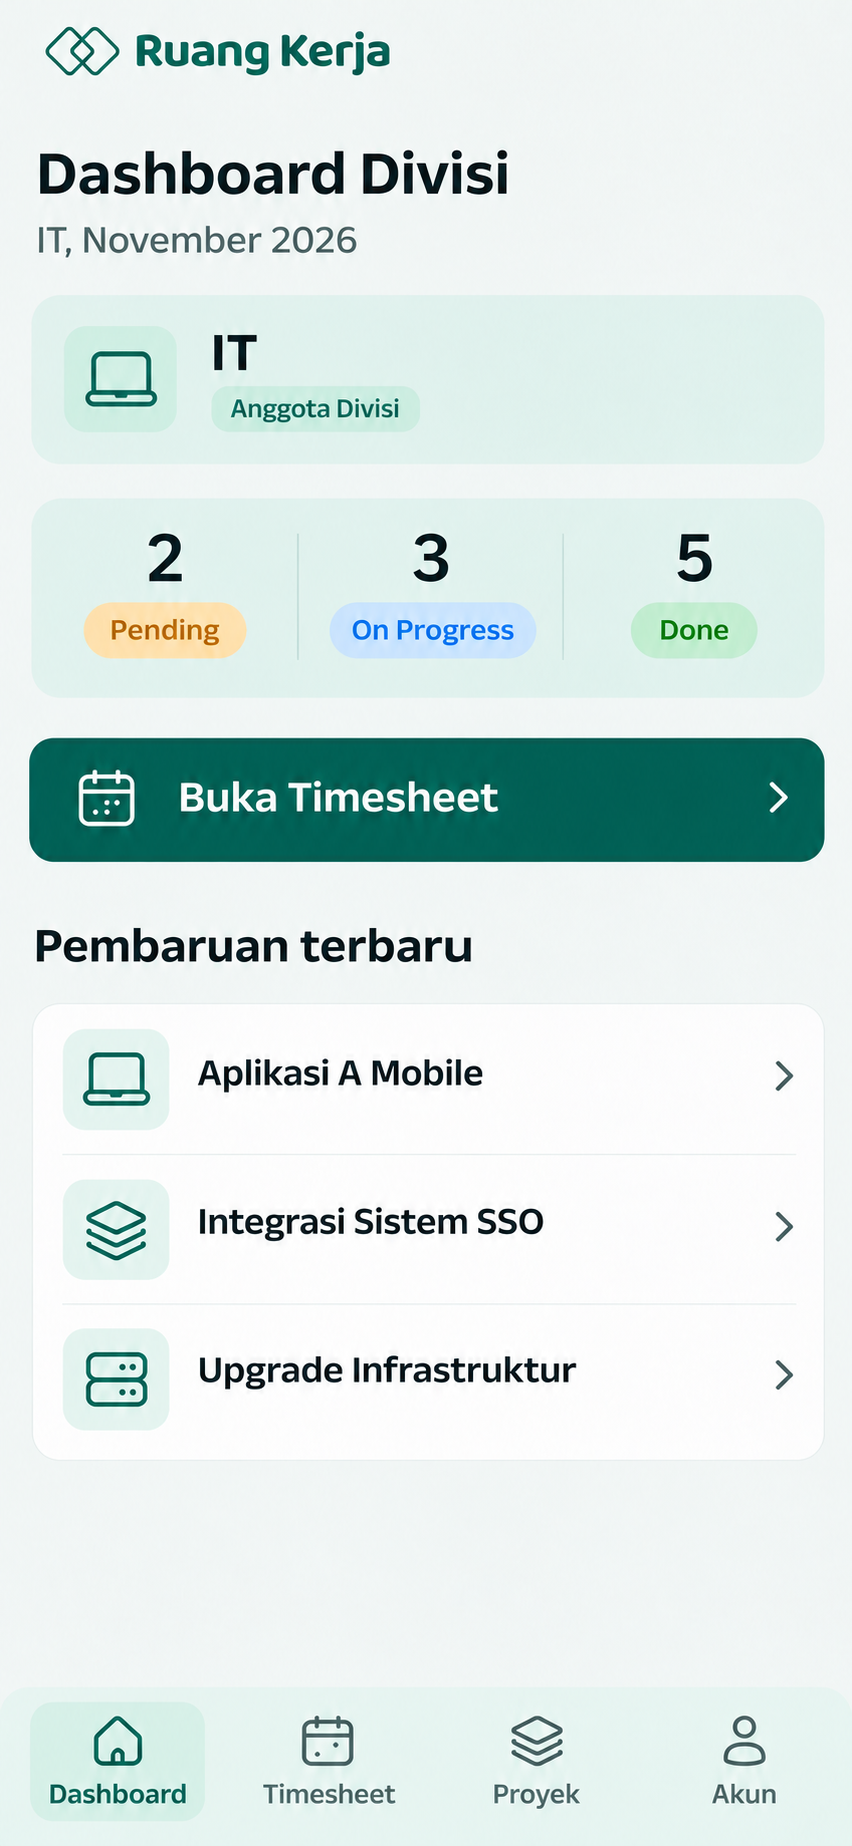 Ruang Kerja
Dashboard Divisi
IT, November 2026
IT
Anggota Divisi
2
3
5
Pending
On Progress
Done
Buka Timesheet
Pembaruan terbaru
Aplikasi A Mobile
Integrasi Sistem SSO
Upgrade Infrastruktur
Dashboard
Timesheet
Proyek
Akun